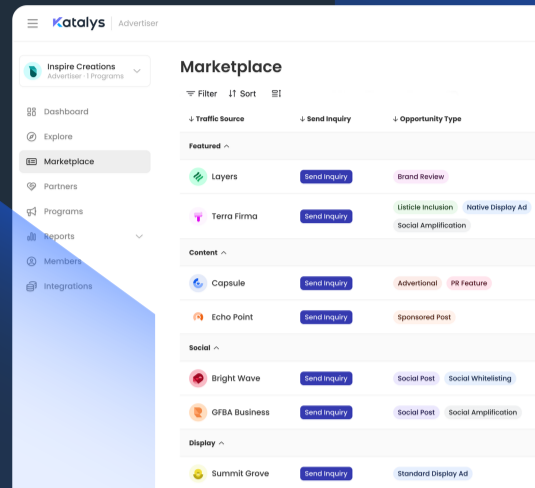 Katalys Advertiser
Inspire Creations
Advertiser · 1 Programs
Dashboard
Explore
Marketplace
Partners
Programs
Reports
Members
Integrations
Marketplace
Filter Sort
Traffic Source Send Inquiry Opportunity Type
Featured
Layers Send Inquiry Brand Review
Terra Firma Send Inquiry Listicle Inclusion Native Display Ad
Social Amplification
Content
Capsule Send Inquiry Advertional PR Feature
Echo Point Send Inquiry Sponsored Post
Social
Bright Wave Send Inquiry Social Post Social Whitelisting
GFBA Business Send Inquiry Social Post Social Amplification
Display
Summit Grove Send Inquiry Standard Display Ad